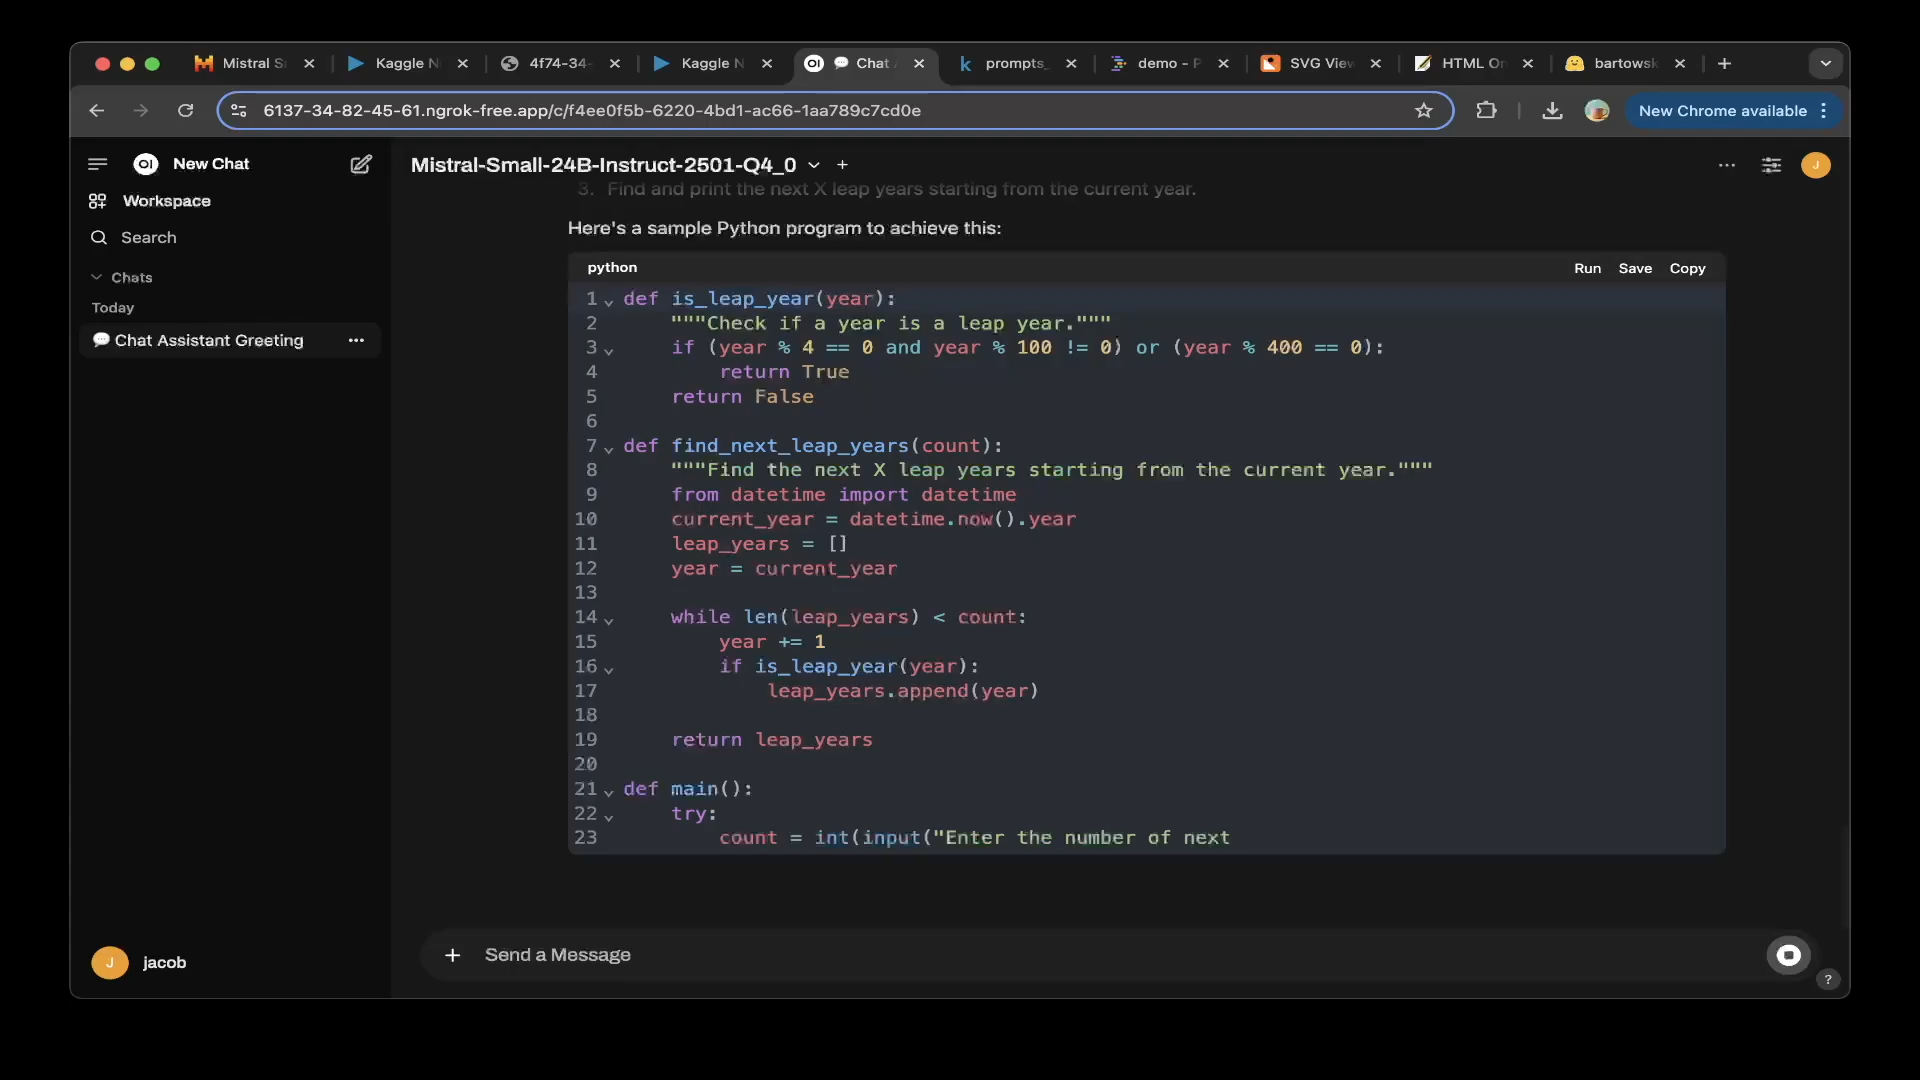 Mistral S
Kaggle N
4f74-34-
Kaggle N
Chat
prompts_
demo - P
SVG View
HTML On
bartowsk
6137-34-82-45-61.ngrok-free.app/c/f4ee0f5b-6220-4bd1-ac66-1aa789c7cd0e
New Chrome available
OI New Chat
Workspace
Search
Chats
Today
Chat Assistant Greeting
J jacob
Mistral-Small-24B-Instruct-2501-Q4_0
J
3. Find and print the next X leap years starting from the current year.
Here's a sample Python program to achieve this:
python Run Save Copy
1 def is_leap_year(year):
2 """Check if a year is a leap year."""
3 if (year % 4 == 0 and year % 100 != 0) or (year % 400 == 0):
4 return True
5 return False
6
7 def find_next_leap_years(count):
8 """Find the next X leap years starting from the current year."""
9 from datetime import datetime
10 current_year = datetime.now().year
11 leap_years = []
12 year = current_year
13
14 while len(leap_years) < count:
15 year += 1
16 if is_leap_year(year):
17 leap_years.append(year)
18
19 return leap_years
20
21 def main():
22 try:
23 count = int(input("Enter the number of next
+ Send a Message
?